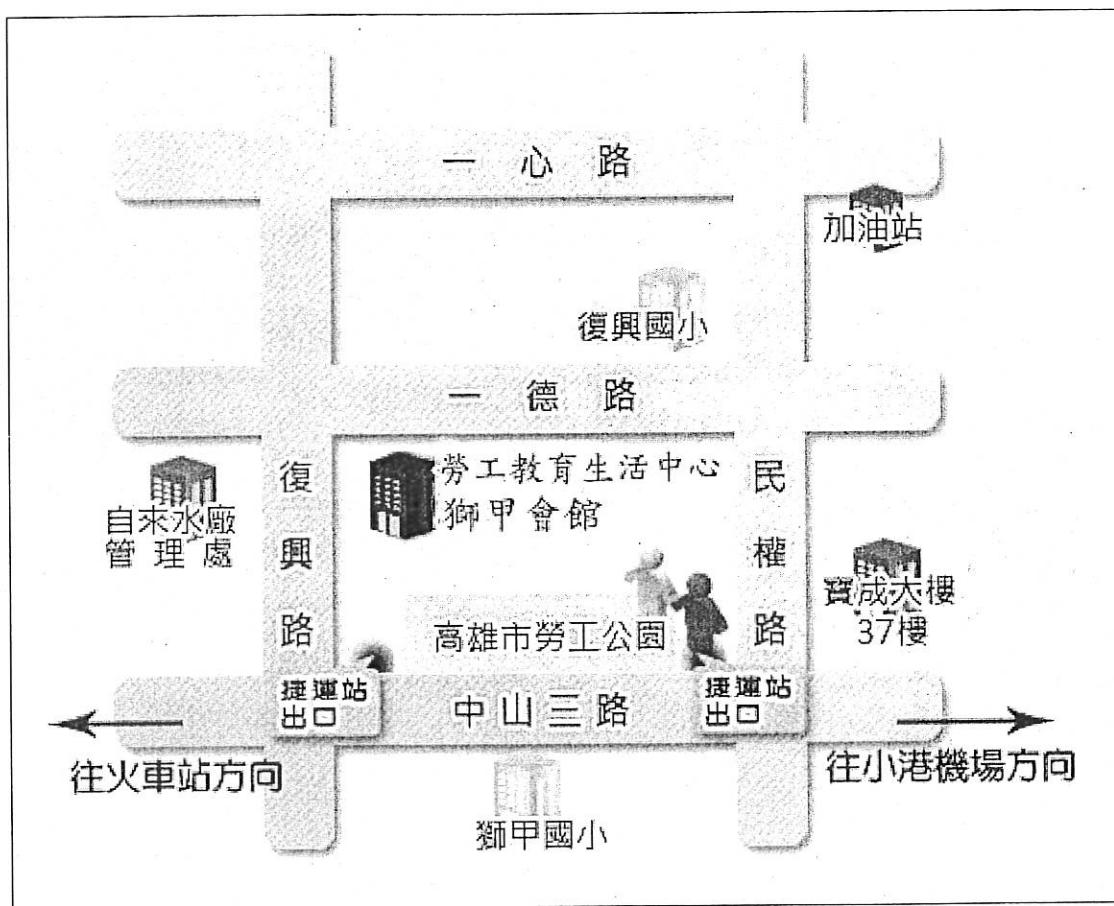 一心路
加油站
復興國小
一德路
勞工教育生活中心
獅甲會館
復興路
民權路
自來水廠
管理處
寶成大樓
37樓
高雄市勞工公園
捷運站
出口
中山三路
捷運站
出口
往火車站方向
往小港機場方向
獅甲國小